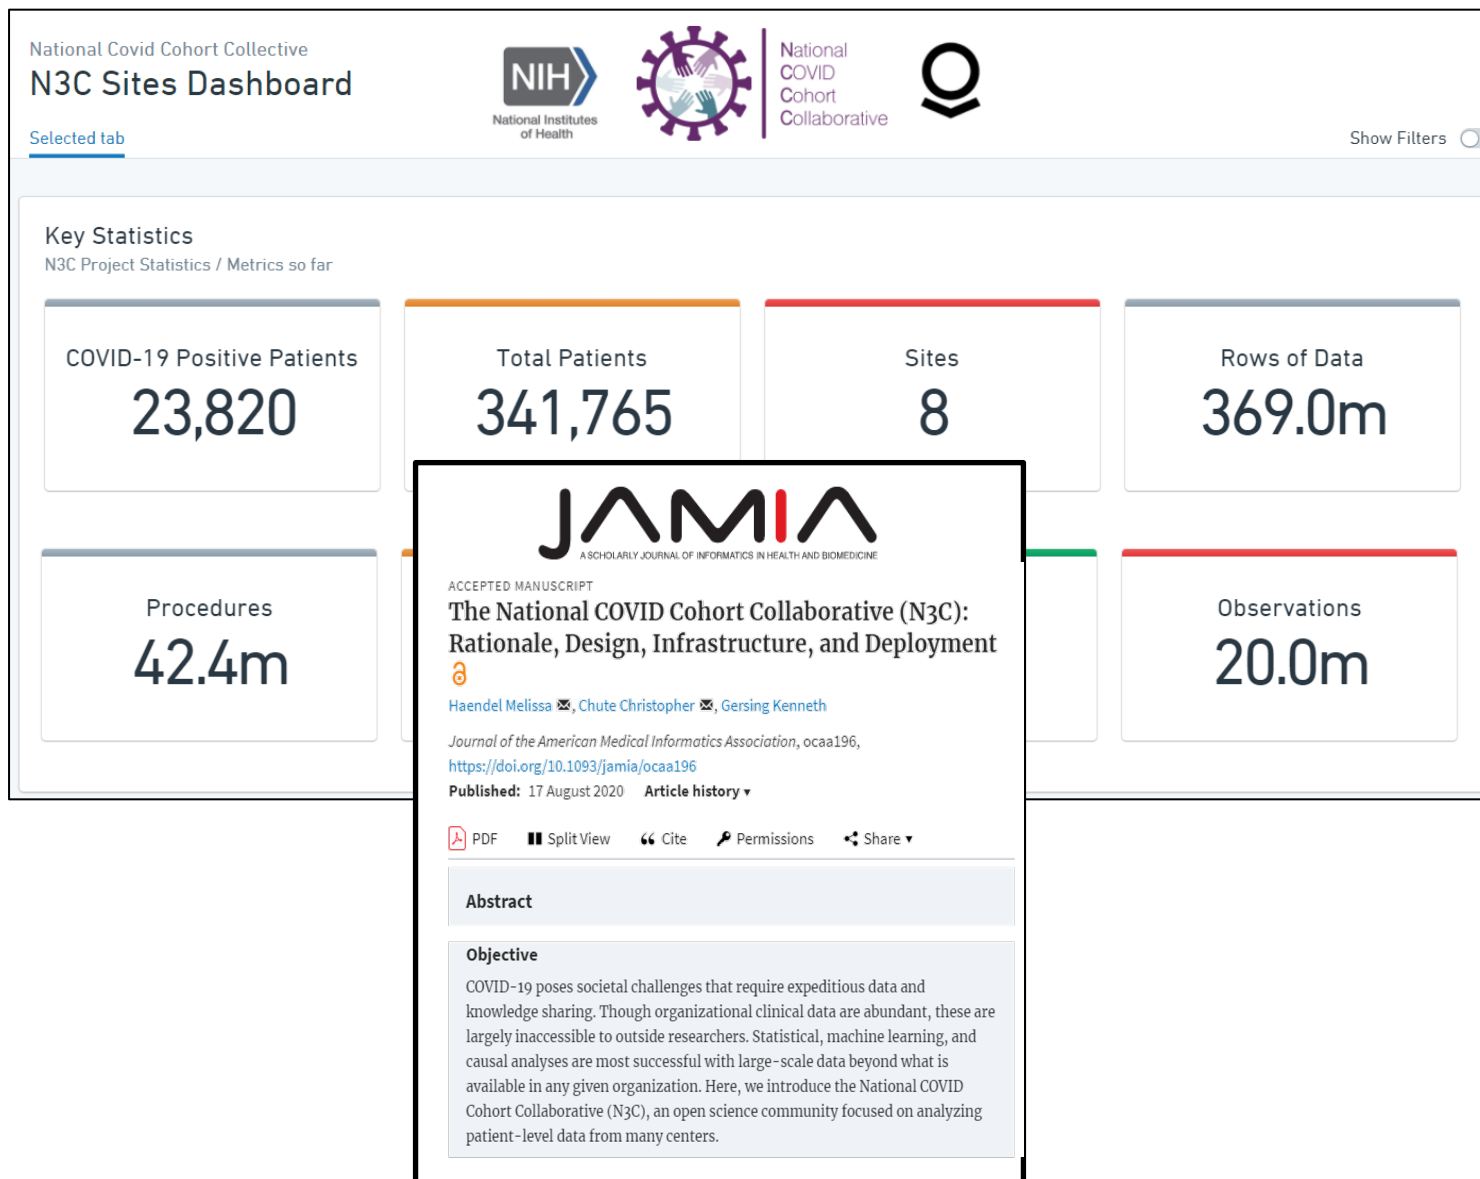 National Covid Cohort Collective
N3C Sites Dashboard
Selected tab
NIH
National Institutes
of Health
National
COVID
Cohort
Collaborative
Show Filters
Key Statistics
N3C Project Statistics / Metrics so far
COVID-19 Positive Patients
23,820
Total Patients
341,765
Sites
8
Rows of Data
369.0m
Procedures
42.4m
Observations
20.0m
JAMIA
A SCHOLARLY JOURNAL OF INFORMATICS IN HEALTH AND BIOMEDICINE
ACCEPTED MANUSCRIPT
The National COVID Cohort Collaborative (N3C):
Rationale, Design, Infrastructure, and Deployment
Haendel Melissa ✉, Chute Christopher ✉, Gersing Kenneth
Journal of the American Medical Informatics Association, ocaa196,
https://doi.org/10.1093/jamia/ocaa196
Published: 17 August 2020 Article history ▾
PDF Split View Cite Permissions Share ▾
Abstract
Objective
COVID-19 poses societal challenges that require expeditious data and
knowledge sharing. Though organizational clinical data are abundant, these are
largely inaccessible to outside researchers. Statistical, machine learning, and
causal analyses are most successful with large-scale data beyond what is
available in any given organization. Here, we introduce the National COVID
Cohort Collaborative (N3C), an open science community focused on analyzing
patient-level data from many centers.